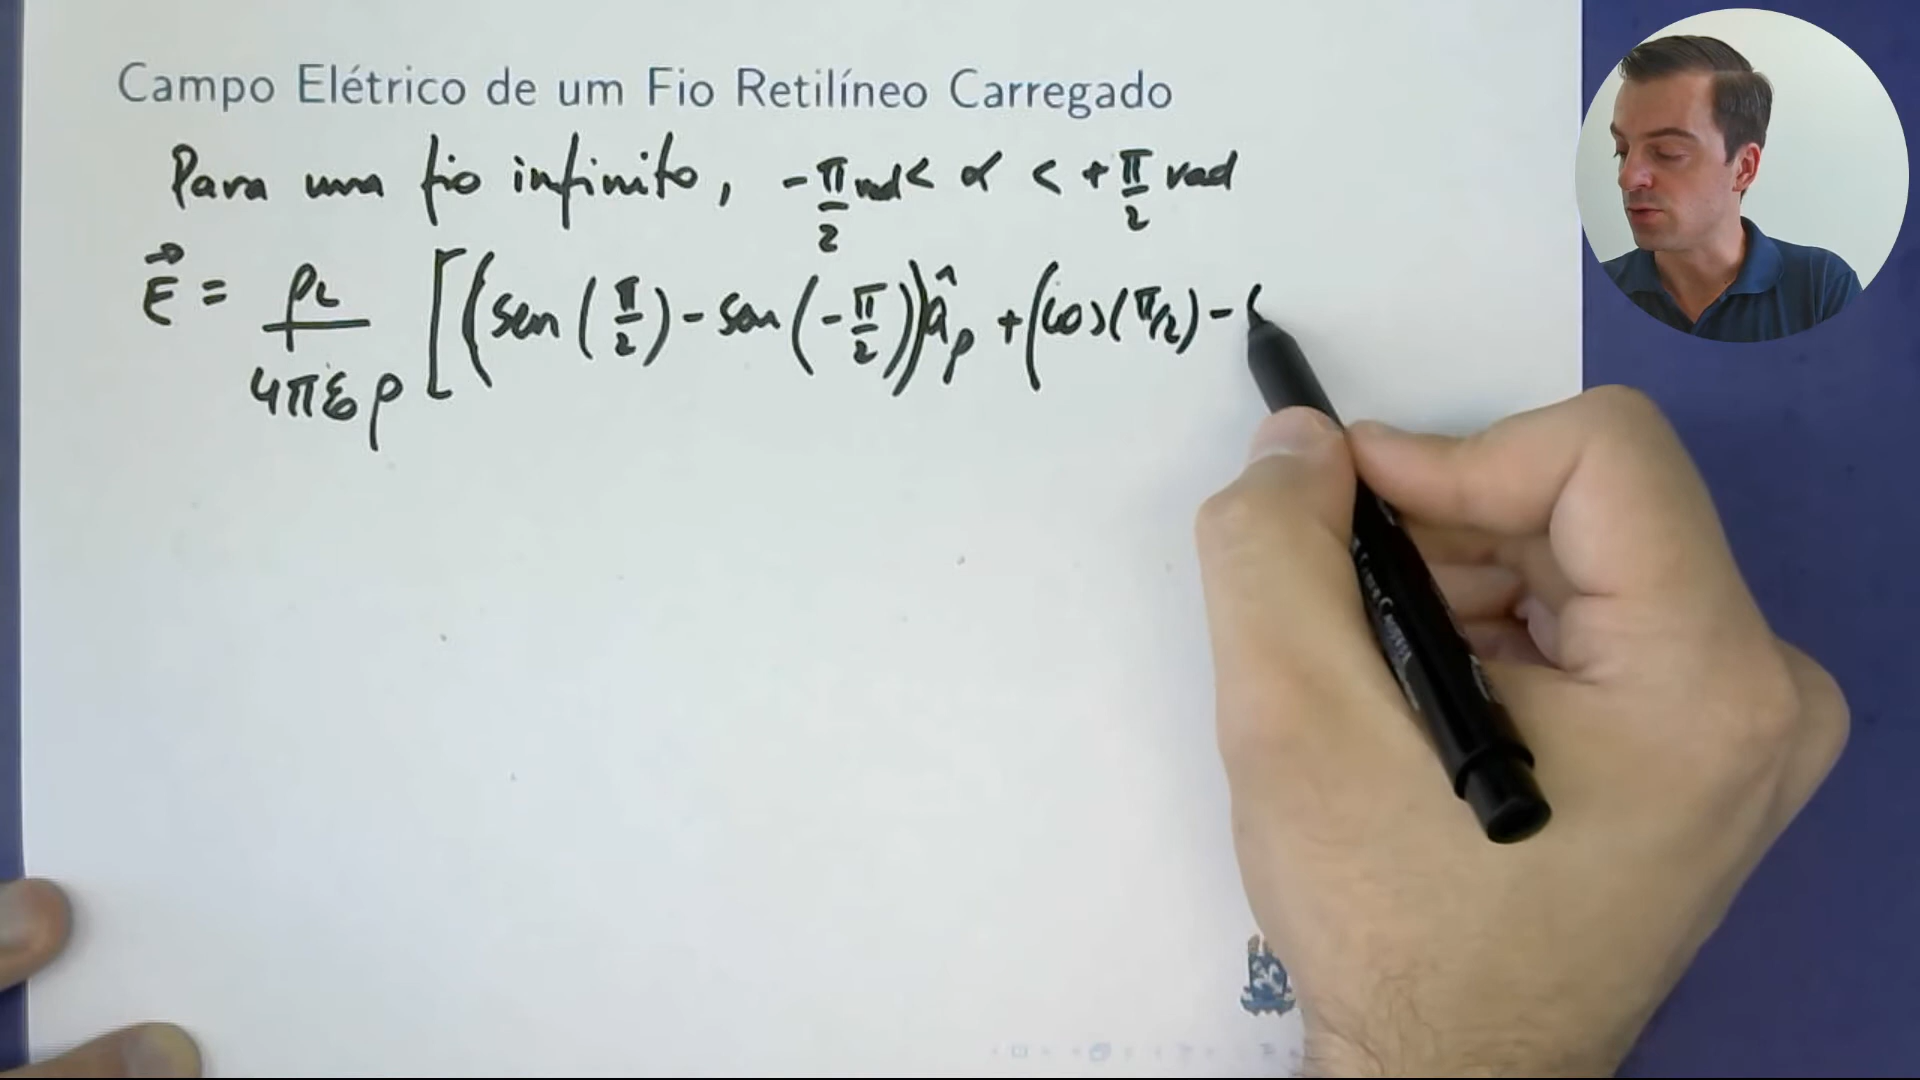 Campo Elétrico de um Fio Retilíneo Carregado
Para um fio infinito, -π/2 rad < α < +π/2 rad
E⃗ = ρL/4πε₀ρ [(sen(π/2) - sen(-π/2))âρ + (cos(π/2) -